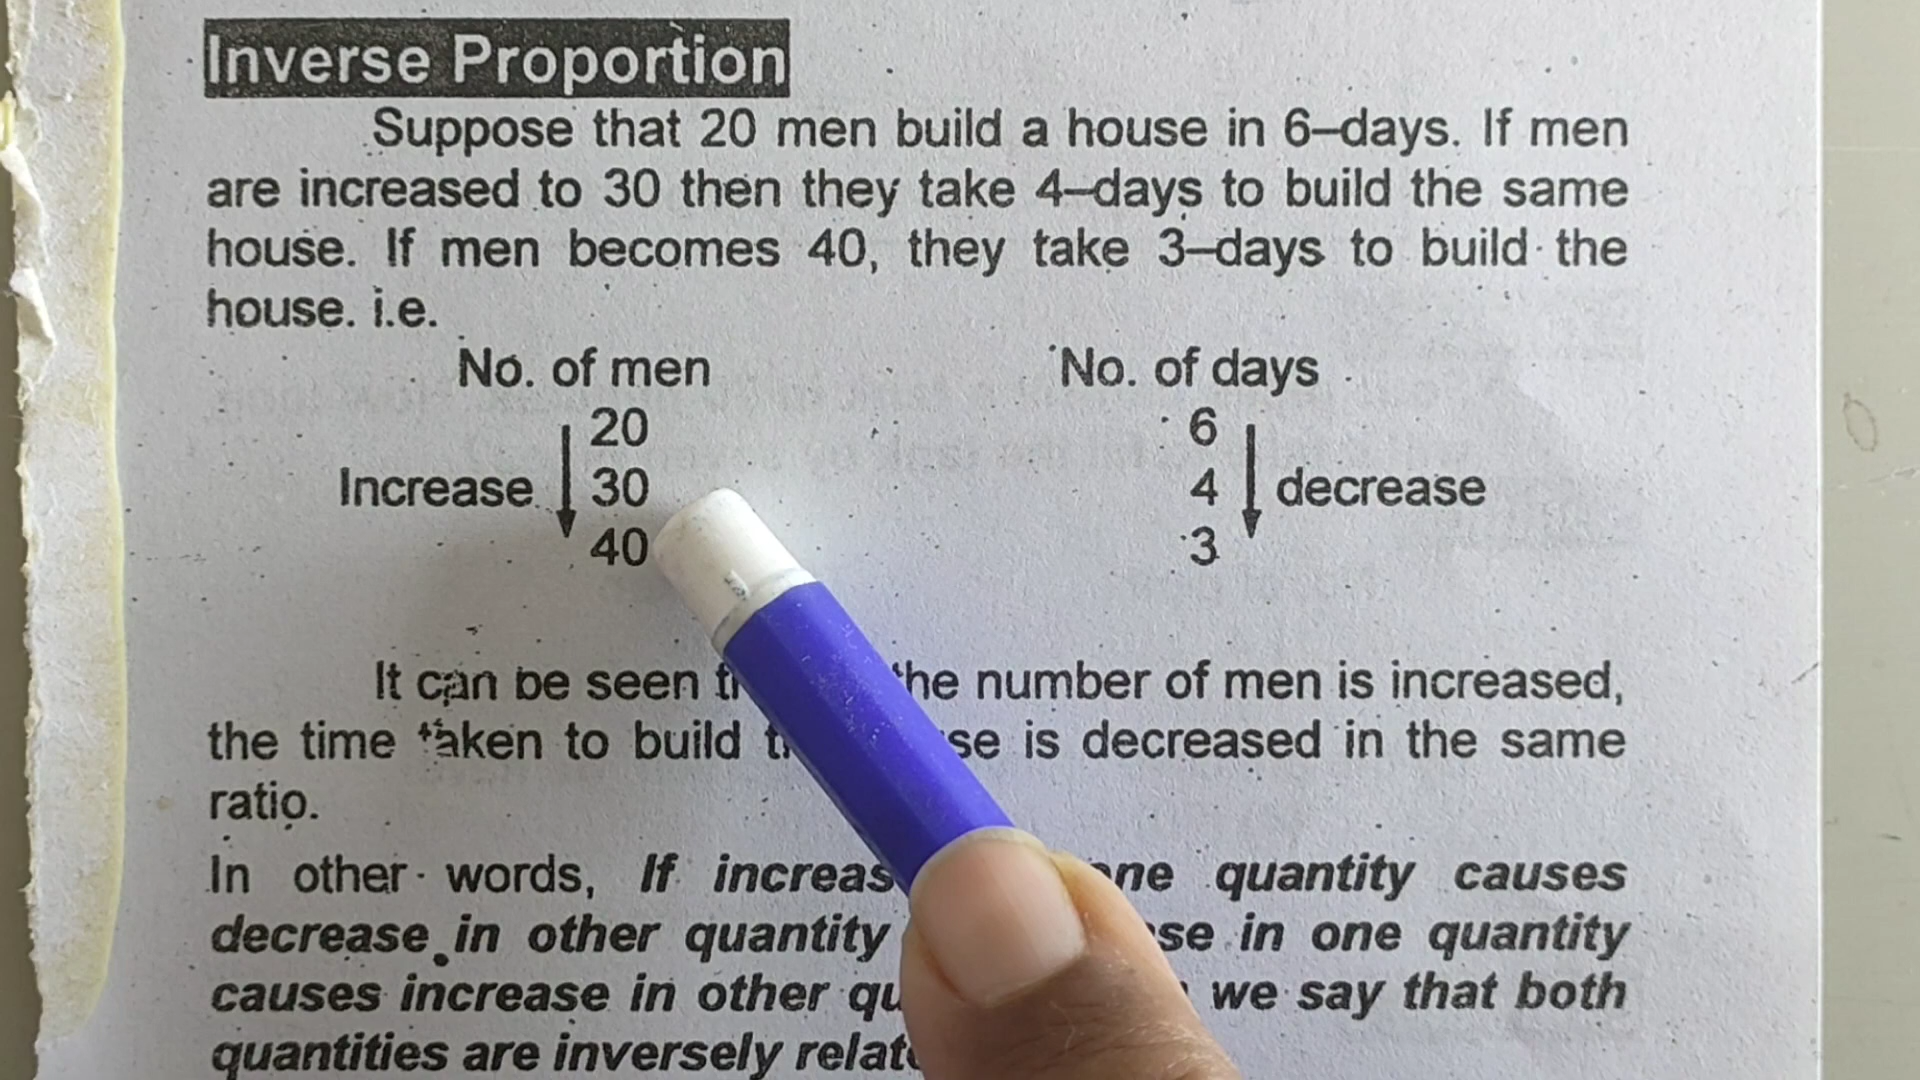 Inverse Proportion
Suppose that 20 men build a house in 6–days. If men
are increased to 30 then they take 4–days to build the same
house. If men becomes 40, they take 3–days to build the
house. i.e.
No. of men No. of days
20 6
Increase 30 4 decrease
40 3
It can be seen the number of men is increased,
the time taken to build is decreased in the same
ratio.
In other words, If quantity causes
decrease in other quantity in one quantity
causes increase in other we say that both
quantities are inversely